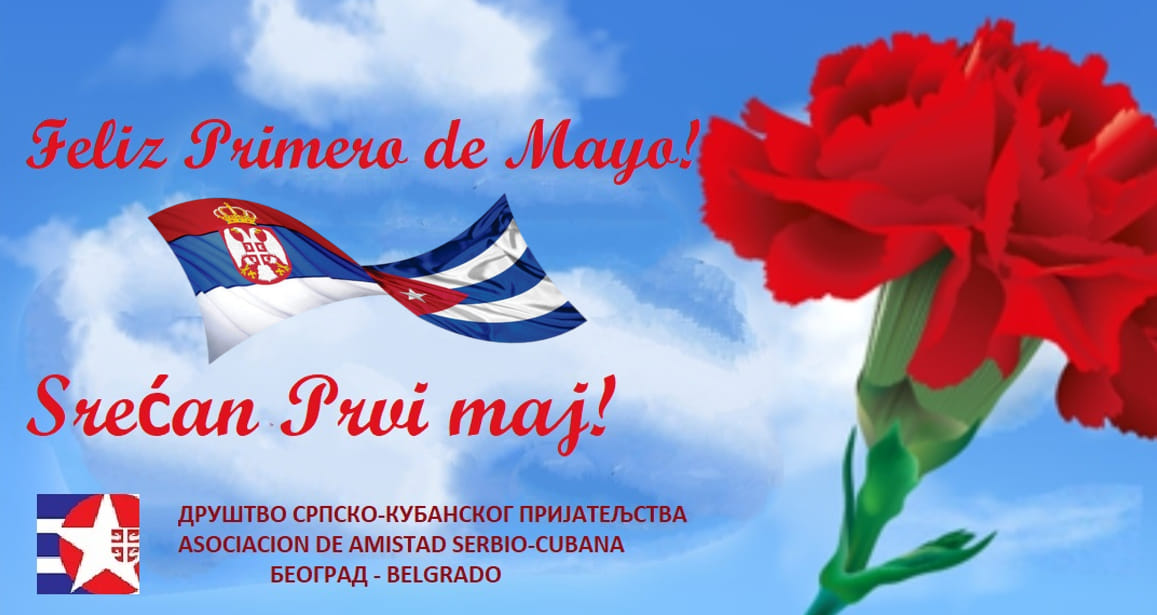 Feliz Primero de Mayo!
Srećan Prvi maj!
ДРУШТВО СРПСКО-КУБАНСКОГ ПРИЈАТЕЉСТВА
ASOCIACION DE AMISTAD SERBIO-CUBANA
БЕОГРАД - BELGRADO